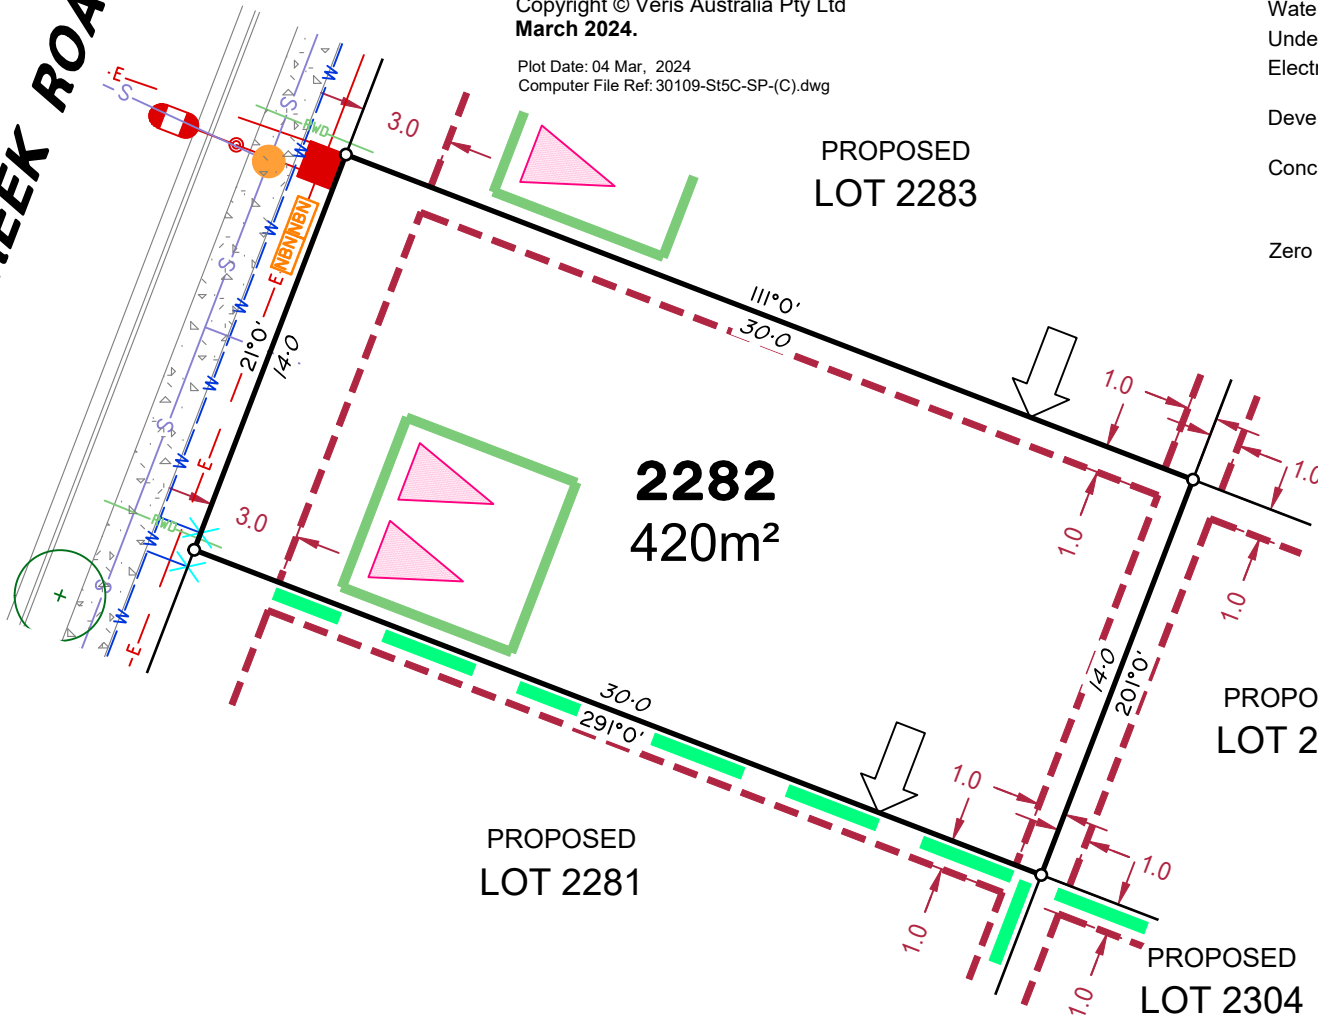 Copyright © Veris Australia Pty Ltd
March 2024.
Plot Date: 04 Mar, 2024
Computer File Ref: 30109-St5C-SP-(C).dwg
Wate
Unde
Electr
Deve
Conc
Zero
EEK ROA
E
S
S
RWD
W
W
NBN
NBN
W
S
E
W
W
S
E
W
RWD
W
S
W
E
3.0
3.0
PROPOSED
LOT 2283
111°0'
30·0
21°0'
14·0
1.0
1.0
1.0
1.0
2282
420m²
14·0
201°0'
PROPO
LOT 2
30·0
291°0'
1.0
1.0
1.0
1.0
PROPOSED
LOT 2281
PROPOSED
LOT 2304